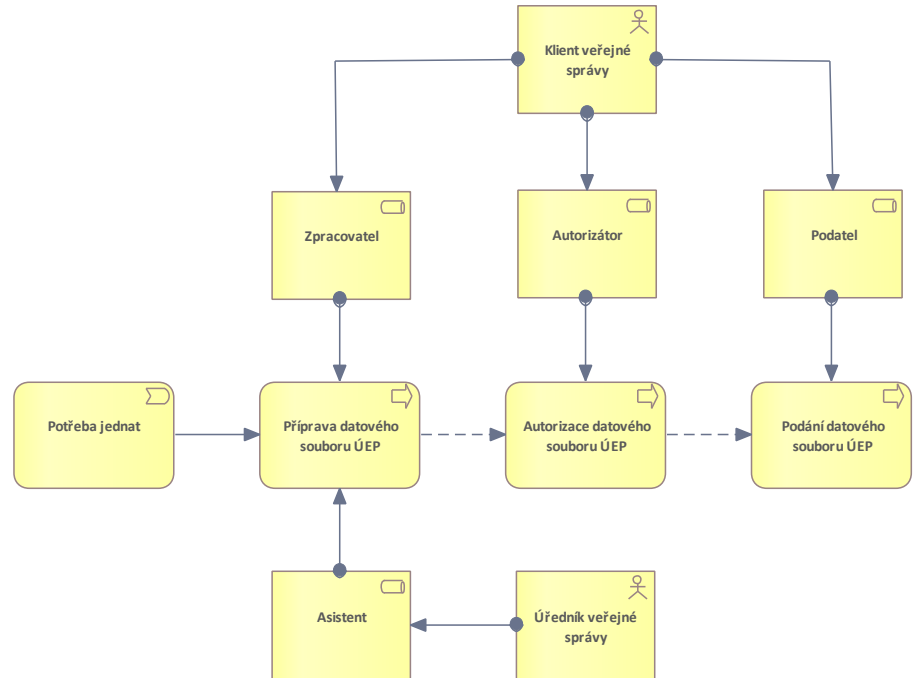 Klient veřejné
správy
Zpracovatel
Autorizátor
Podatel
Potřeba jednat
Příprava datového
souboru ÚEP
Autorizace datového
souboru ÚEP
Podání datového
souboru ÚEP
Asistent
Úředník veřejné
správy